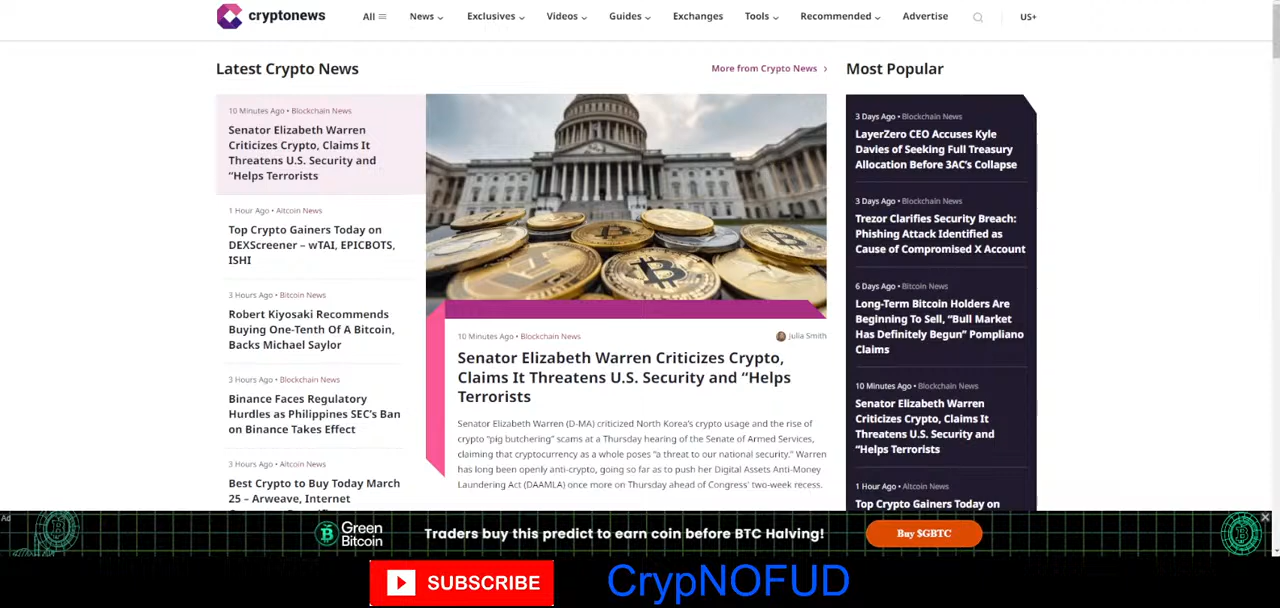 cryptonews
All
News
Exclusives
Videos
Guides
Exchanges
Tools
Recommended
Advertise
US+
Latest Crypto News
More from Crypto News
10 Minutes Ago • Blockchain News
Senator Elizabeth Warren
Criticizes Crypto, Claims It
Threatens U.S. Security and
“Helps Terrorists
1 Hour Ago • Altcoin News
Top Crypto Gainers Today on
DEXScreener – wTAI, EPICBOTS,
ISHI
3 Hours Ago • Bitcoin News
Robert Kiyosaki Recommends
Buying One-Tenth Of A Bitcoin,
Backs Michael Saylor
3 Hours Ago • Blockchain News
Binance Faces Regulatory
Hurdles as Philippines SEC’s Ban
on Binance Takes Effect
3 Hours Ago • Altcoin News
Best Crypto to Buy Today March
25 – Arweave, Internet
10 Minutes Ago • Blockchain News
Julia Smith
Senator Elizabeth Warren Criticizes Crypto,
Claims It Threatens U.S. Security and “Helps
Terrorists
Senator Elizabeth Warren (D-MA) criticized North Korea’s crypto usage and the rise of
crypto “pig butchering” scams at a Thursday hearing of the Senate of Armed Services,
claiming that cryptocurrency as a whole poses “a threat to our national security.” Warren
has long been openly anti-crypto, going so far as to push her Digital Assets Anti-Money
Laundering Act (DAAMLA) once more on Thursday ahead of Congress’ two-week recess.
Most Popular
3 Days Ago • Blockchain News
LayerZero CEO Accuses Kyle
Davies of Seeking Full Treasury
Allocation Before 3AC’s Collapse
3 Days Ago • Blockchain News
Trezor Clarifies Security Breach:
Phishing Attack Identified as
Cause of Compromised X Account
6 Days Ago • Bitcoin News
Long-Term Bitcoin Holders Are
Beginning To Sell, “Bull Market
Has Definitely Begun” Pompliano
Claims
10 Minutes Ago • Blockchain News
Senator Elizabeth Warren
Criticizes Crypto, Claims It
Threatens U.S. Security and
“Helps Terrorists
1 Hour Ago • Altcoin News
Top Crypto Gainers Today on
Ad
Green
Bitcoin
Traders buy this predict to earn coin before BTC Halving!
Buy $GBTC
SUBSCRIBE
CrypNOFUD